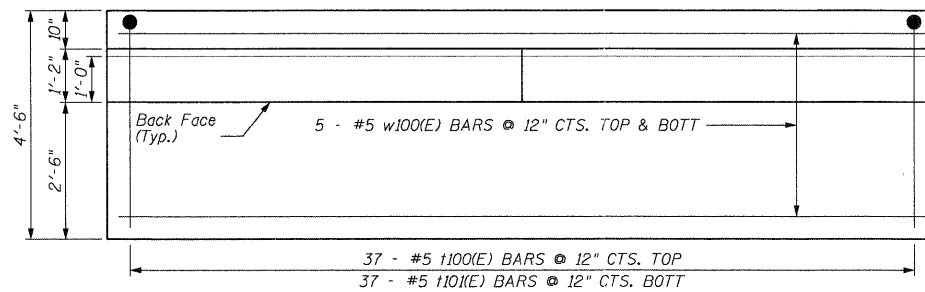 4'-6"
10"
1'-2"
1'-0"
2'-6"
Back Face
(Typ.)
5 - #5 w100(E) BARS @ 12" CTS. TOP & BOTT
37 - #5 t100(E) BARS @ 12" CTS. TOP
37 - #5 t101(E) BARS @ 12" CTS. BOTT